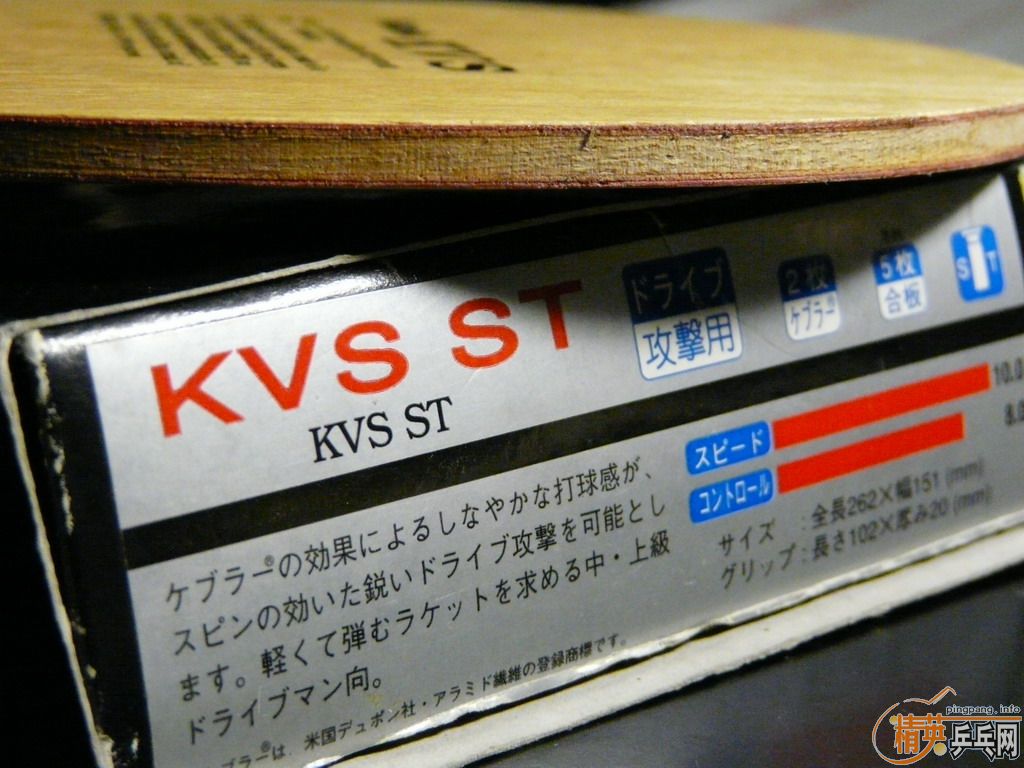 KVS ST
KVS ST
ドライブ
攻撃用
2枚
ケブラー®
5枚
合板
S T
スピード 10.0
コントロール 8.0
サイズ :全長262×幅151 (mm)
グリップ:長さ102×厚み20 (mm)
ケブラー®の効果によるしなやかな打球感が、
スピンの効いた鋭いドライブ攻撃を可能とし
ます。軽くて弾むラケットを求める中・上級
ドライブマン向。
ブラー®は、米国デュポン社・アラミド繊維の登録商標です。
pingpang.info
精英乒乓网